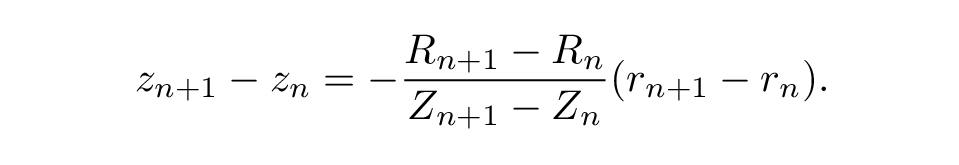 $z_{n+1} - z_n = -\frac{R_{n+1} - R_n}{Z_{n+1} - Z_n}(r_{n+1} - r_n).$